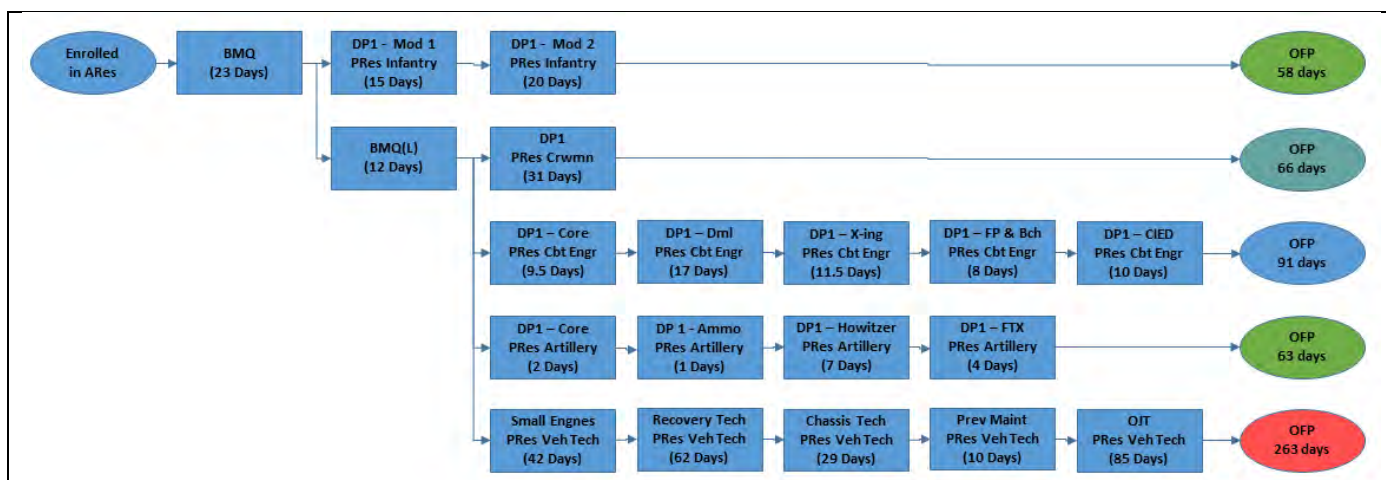 Enrolled
in ARes
BMQ
(23 Days)
DP1 - Mod 1
PRes Infantry
(15 Days)
DP1 - Mod 2
PRes Infantry
(20 Days)
OFP
58 days
BMQ(L)
(12 Days)
DP1
PRes Crwmn
(31 Days)
OFP
66 days
DP1 – Core
PRes Cbt Engr
(9.5 Days)
DP1 – Dml
PRes Cbt Engr
(17 Days)
DP1 – X-ing
PRes Cbt Engr
(11.5 Days)
DP1 – FP & Bch
PRes Cbt Engr
(8 Days)
DP1 – CIED
PRes Cbt Engr
(10 Days)
OFP
91 days
DP1 – Core
PRes Artillery
(2 Days)
DP 1 - Ammo
PRes Artillery
(1 Days)
DP1 – Howitzer
PRes Artillery
(7 Days)
DP1 – FTX
PRes Artillery
(4 Days)
OFP
63 days
Small Engnes
PRes Veh Tech
(42 Days)
Recovery Tech
PRes Veh Tech
(62 Days)
Chassis Tech
PRes Veh Tech
(29 Days)
Prev Maint
PRes Veh Tech
(10 Days)
OJT
PRes Veh Tech
(85 Days)
OFP
263 days